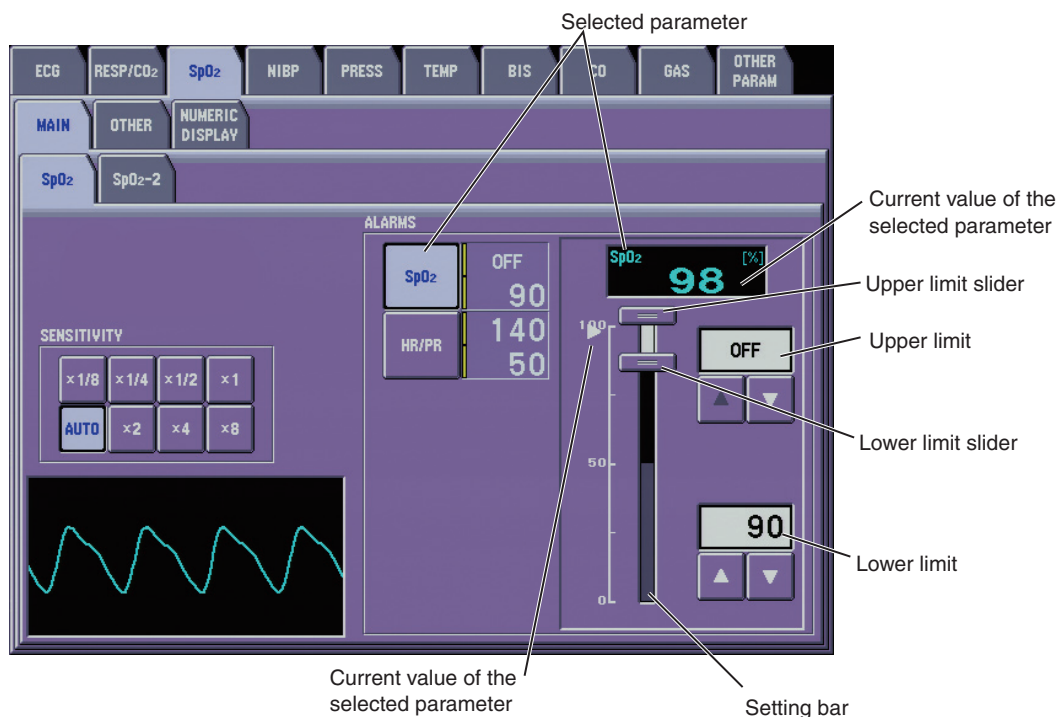 Selected parameter
ECG RESP/CO2 SpO2 NIBP PRESS TEMP BIS CO GAS OTHER PARAM
MAIN OTHER NUMERIC DISPLAY
SpO2 SpO2-2
ALARMS
SpO2 OFF
90
HR/PR 140
50
SpO2 [%]
98
Current value of the
selected parameter
Upper limit slider
Upper limit
OFF
100
50
0
Lower limit slider
90
Lower limit
SENSITIVITY
×1/8 ×1/4 ×1/2 ×1
AUTO ×2 ×4 ×8
Current value of the
selected parameter
Setting bar